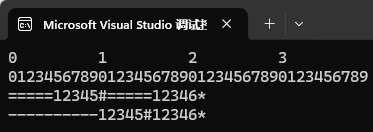 Microsoft Visual Studio 调试
0         1         2         3
0123456789012345678901234567890123456789
=====12345#=====12346*
----------12345#12346*